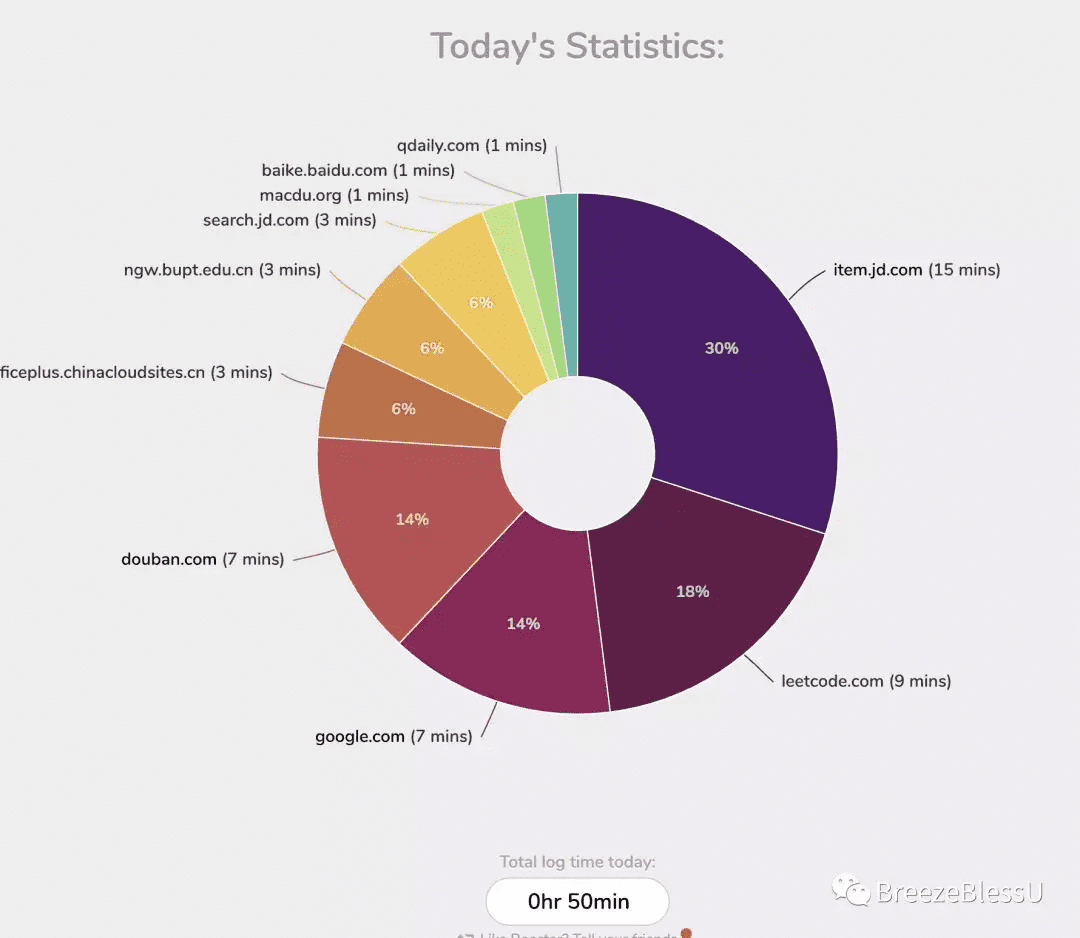 Today's Statistics:
qdaily.com (1 mins)
baike.baidu.com (1 mins)
macdu.org (1 mins)
search.jd.com (3 mins)
ngw.bupt.edu.cn (3 mins)
item.jd.com (15 mins)
6%
30%
6%
ficeplus.chinacloudsites.cn (3 mins)
6%
14%
douban.com (7 mins)
18%
14%
leetcode.com (9 mins)
google.com (7 mins)
Total log time today:
0hr 50min
BreezeBlessU